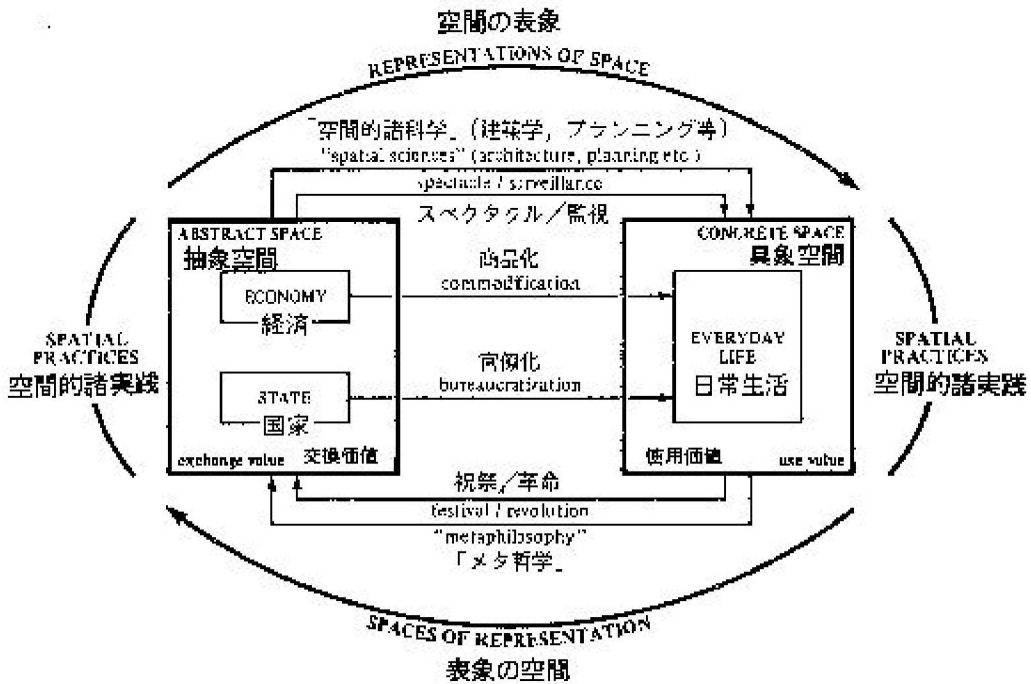 空間の表象
REPRESENTATIONS OF SPACE
「空間的諸科学」(建築学,プランニング等)
"spatial sciences" (architecture, planning etc.)
spectacle / surveillance
スペクタクル/監視
ABSTRACT SPACE
抽象空間
CONCRETE SPACE
具象空間
商品化
commodification
ECONOMY
経済
EVERYDAY
LIFE
日常生活
SPATIAL
PRACTICES
空間的諸実践
SPATIAL
PRACTICES
空間的諸実践
STATE
国家
exchange value
交換価値
使用価値
use value
祝祭/革命
festival / revolution
"metaphilosophy"
「メタ哲学」
SPACES OF REPRESENTATION
表象の空間